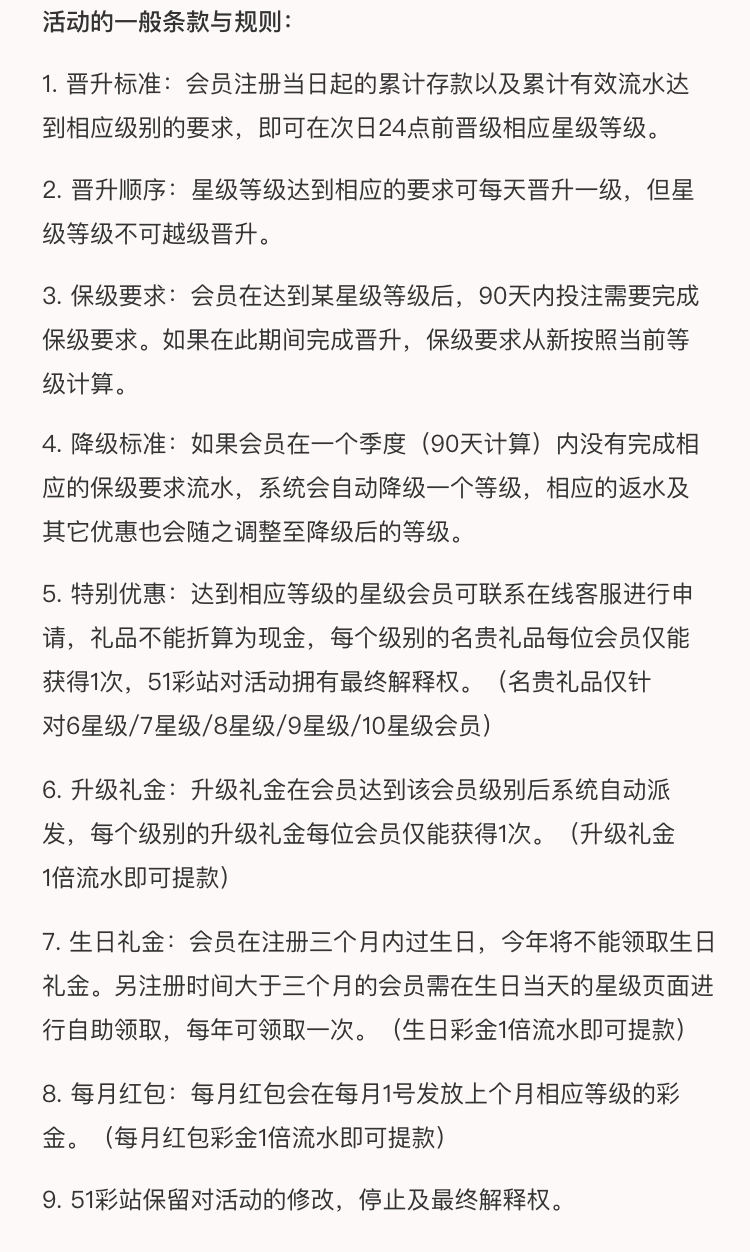 活动的一般条款与规则：
1. 晋升标准：会员注册当日起的累计存款以及累计有效流水达
到相应级别的要求，即可在次日24点前晋级相应星级等级。
2. 晋升顺序：星级等级达到相应的要求可每天晋升一级，但星
级等级不可越级晋升。
3. 保级要求：会员在达到某星级等级后，90天内投注需要完成
保级要求。如果在此期间完成晋升，保级要求从新按照当前等
级计算。
4. 降级标准：如果会员在一个季度（90天计算）内没有完成相
应的保级要求流水，系统会自动降级一个等级，相应的返水及
其它优惠也会随之调整至降级后的等级。
5. 特别优惠：达到相应等级的星级会员可联系在线客服进行申
请，礼品不能折算为现金，每个级别的名贵礼品每位会员仅能
获得1次，51彩站对活动拥有最终解释权。（名贵礼品仅针
对6星级/7星级/8星级/9星级/10星级会员）
6. 升级礼金：升级礼金在会员达到该会员级别后系统自动派
发，每个级别的升级礼金每位会员仅能获得1次。（升级礼金
1倍流水即可提款）
7. 生日礼金：会员在注册三个月内过生日，今年将不能领取生日
礼金。另注册时间大于三个月的会员需在生日当天的星级页面进
行自助领取，每年可领取一次。（生日彩金1倍流水即可提款）
8. 每月红包：每月红包会在每月1号发放上个月相应等级的彩
金。（每月红包彩金1倍流水即可提款）
9. 51彩站保留对活动的修改，停止及最终解释权。